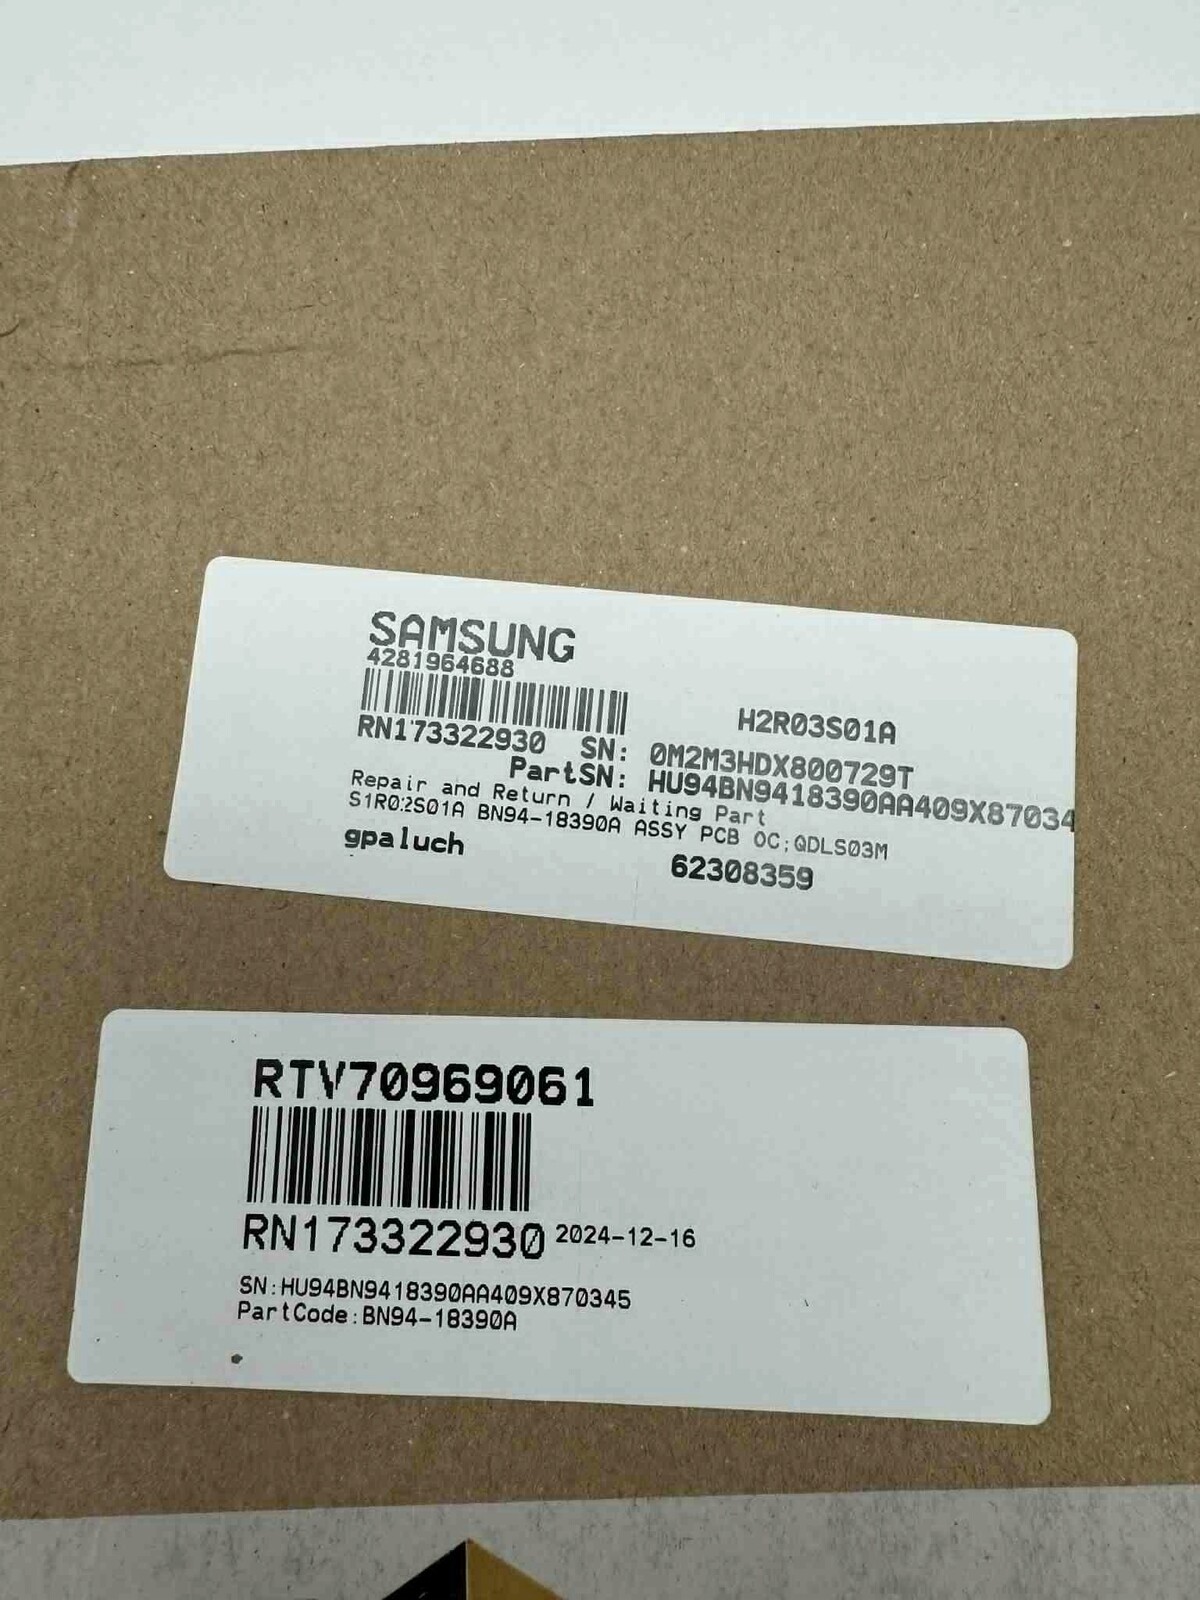 SAMSUNG
4281964688
H2R03S01A
RN173322930 SN: 0M2M3HDX800729T
PartSN: HU94BN9418390AA409X87034
Repair and Return / Waiting Part
S1R02S01A BN94-18390A ASSY PCB OC;QDLS03M
gpaluch 62308359
RTV70969061
RN173322930 2024-12-16
SN:HU94BN9418390AA409X870345
PartCode:BN94-18390A